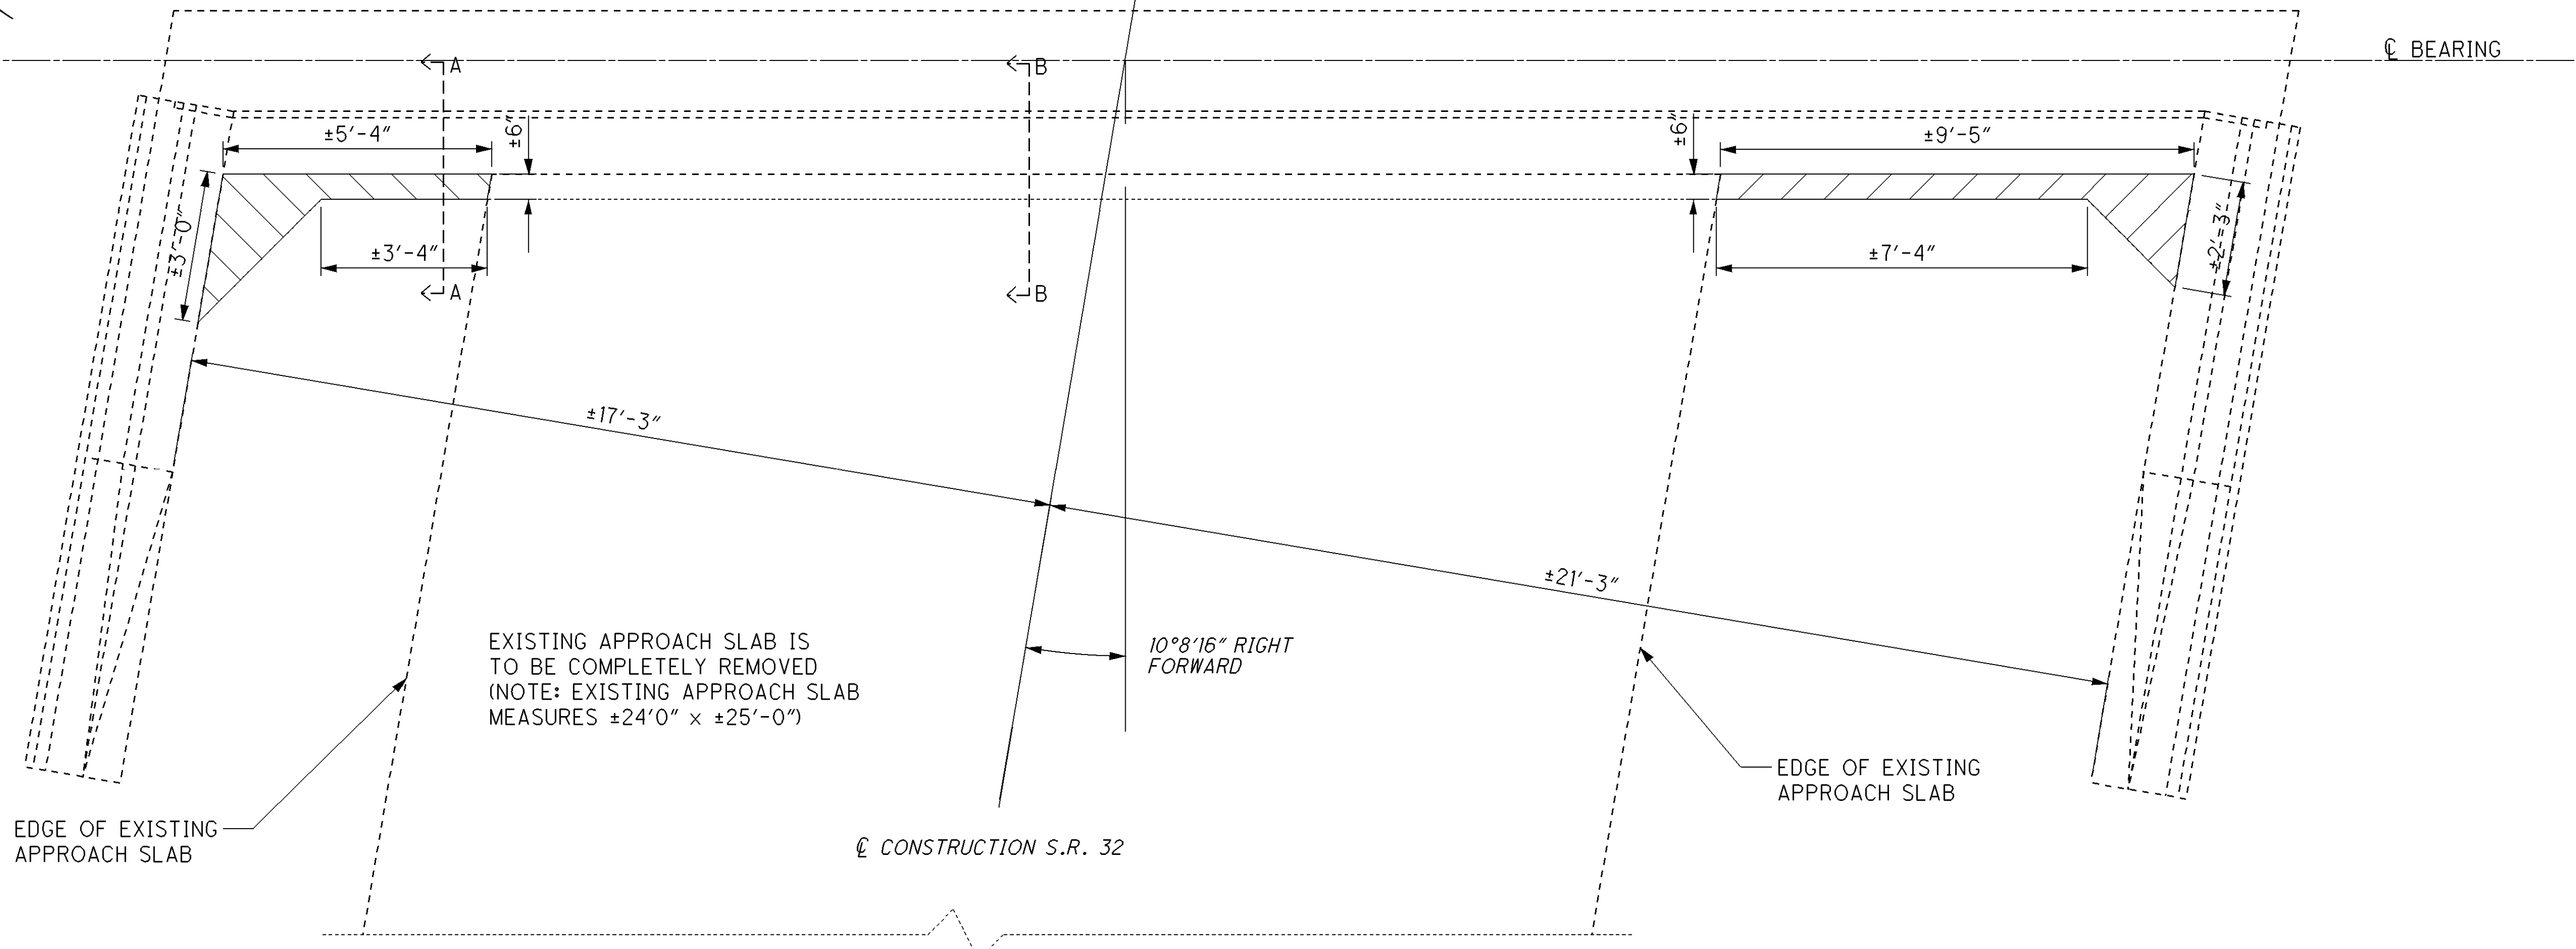 ℄ BEARING
A
B
±5'-4"
±6"
±6"
±9'-5"
±3'-0"
±3'-4"
±7'-4"
±2'-3"
A
B
±17'-3"
±21'-3"
EXISTING APPROACH SLAB IS
TO BE COMPLETELY REMOVED
(NOTE: EXISTING APPROACH SLAB
MEASURES ±24'0" x ±25'-0")
10°8'16" RIGHT
FORWARD
EDGE OF EXISTING
APPROACH SLAB
EDGE OF EXISTING
APPROACH SLAB
℄ CONSTRUCTION S.R. 32